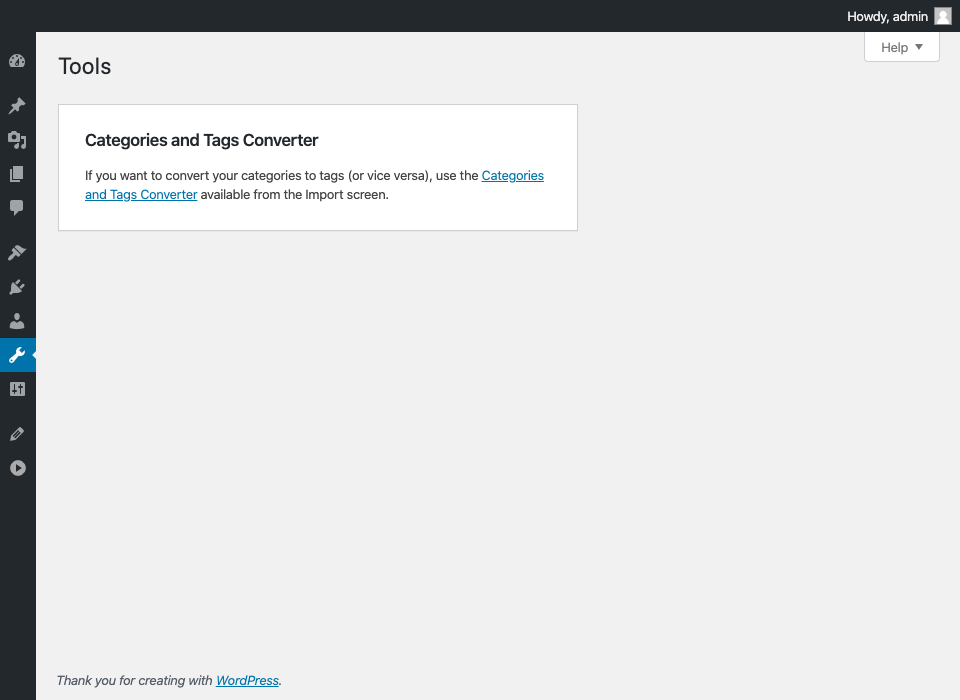 Howdy, admin
Help
Tools
Categories and Tags Converter
If you want to convert your categories to tags (or vice versa), use the Categories
and Tags Converter available from the Import screen.
Thank you for creating with WordPress.